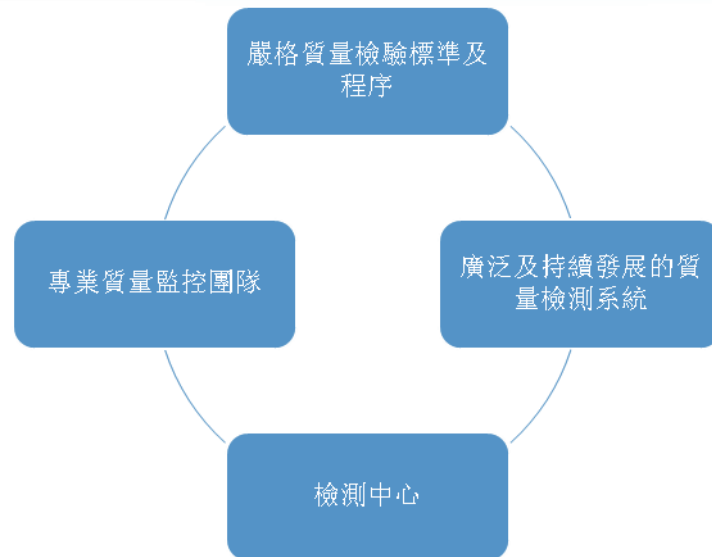 嚴格質量檢驗標準及
程序
專業質量監控團隊
廣泛及持續發展的質
量檢測系統
檢測中心